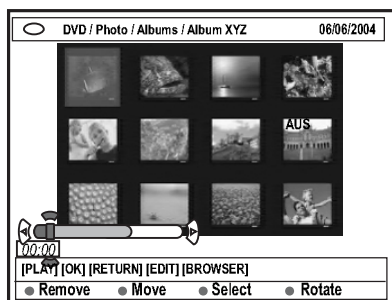 DVD / Photo / Albums / Album XYZ 06/06/2004
AUS
00:00
[PLAY] [OK] [RETURN] [EDIT] [BROWSER]
Remove Move Select Rotate